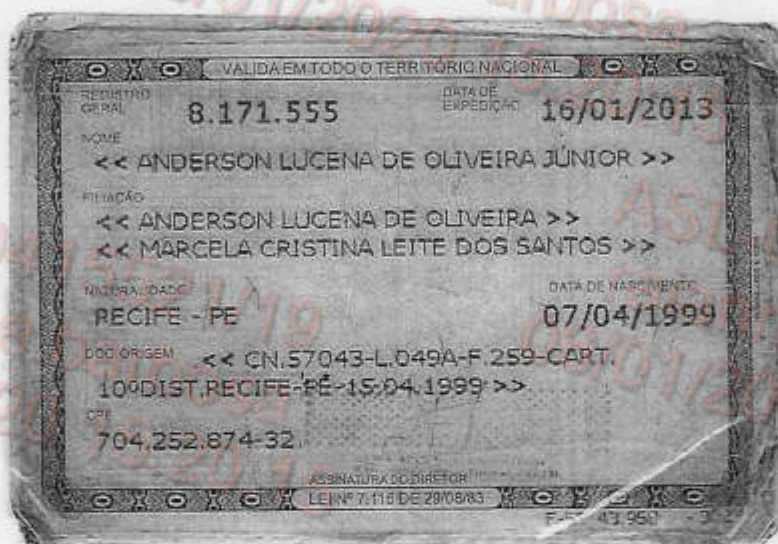 VALIDA EM TODO O TERRITÓRIO NACIONAL
REGISTRO GERAL 8.171.555 DATA DE EXPEDIÇÃO 16/01/2013
NOME
<< ANDERSON LUCENA DE OLIVEIRA JÚNIOR >>
FILIAÇÃO
<< ANDERSON LUCENA DE OLIVEIRA >>
<< MARCELA CRISTINA LEITE DOS SANTOS >>
NATURALIDADE DATA DE NASCIMENTO
RECIFE - PE 07/04/1999
DOC ORIGEM << CN.57043-L.049A-F.259-CART.
10ºDIST.RECIFE-PE-15.04.1999 >>
CPF
704.252.874-32
ASSINATURA DO DIRETOR
LEI Nº 7.116 DE 29/08/83